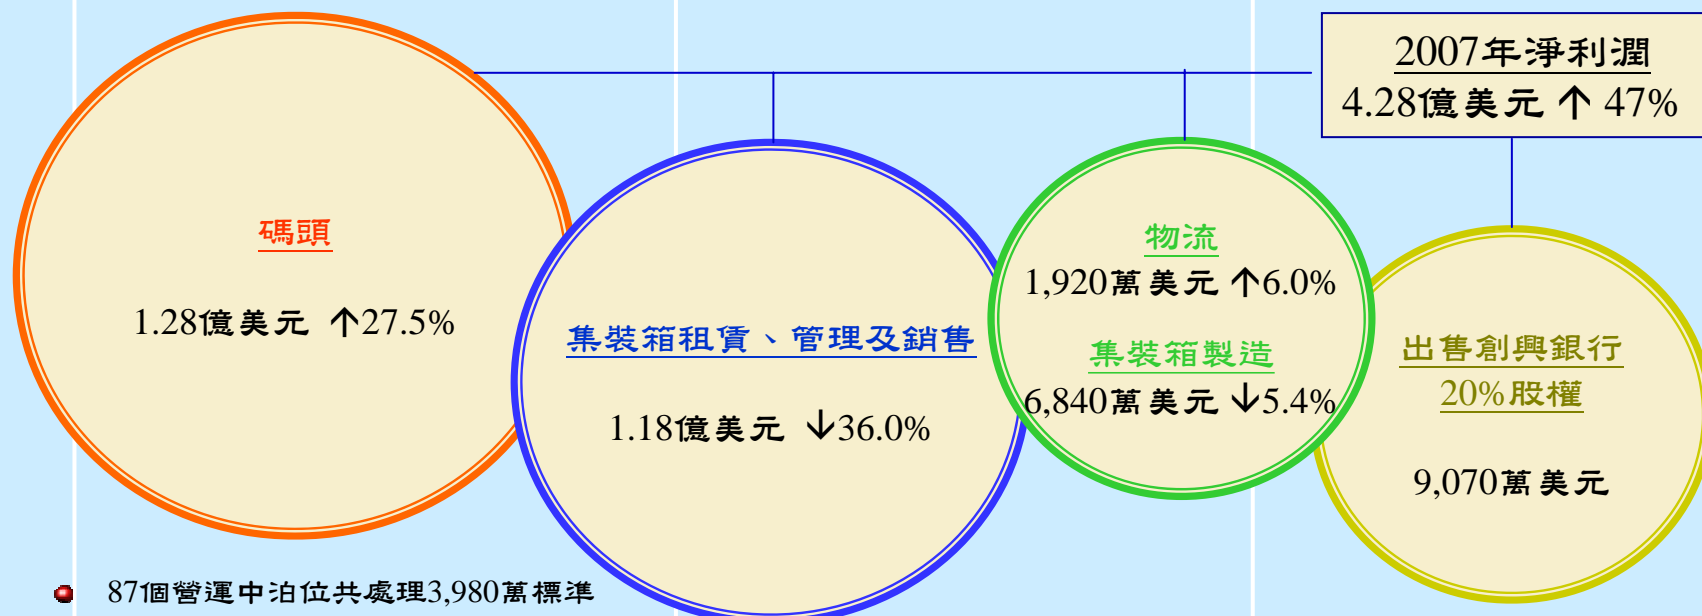 2007年淨利潤
4.28億美元 ↑ 47%
碼頭
1.28億美元 ↑27.5%
集裝箱租賃、管理及銷售
1.18億美元 ↓36.0%
物流
1,920萬美元 ↑6.0%
集裝箱製造
6,840萬美元 ↓5.4%
出售創興銀行
20%股權
9,070萬美元
87個營運中泊位共處理3,980萬標準